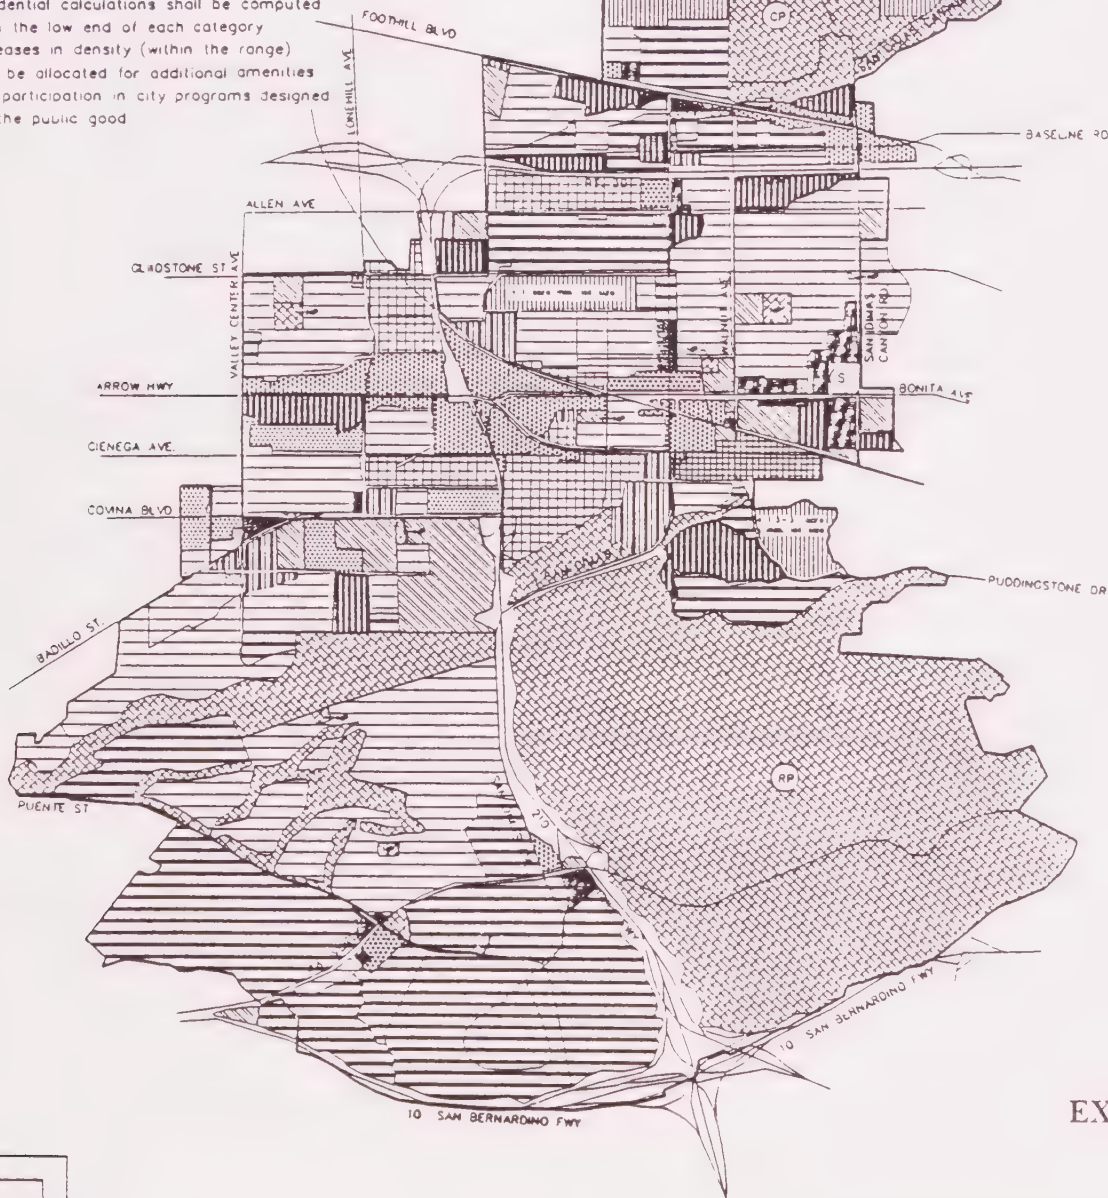 dential calculations shall be computed
the low end of each category
eases in density (within the range)
be allocated for additional amenities
participation in city programs designed
the public good
FOOTHILL BLVD
LONEHILL AVE
CP
BASELINE RD
ALLEN AVE
GLADSTONE ST
VALLEY CENTER AVE
WALNUT AVE
SAN DIMAS
CANYON RD
ARROW HWY
S
BONITA AVE
CIENEGA AVE.
COVINA BLVD
PUDDINGSTONE DR
BADILLO ST.
RP
PUENTE ST
210
10 SAN BERNARDINO FWY
10 SAN BERNARDINO FWY
EX